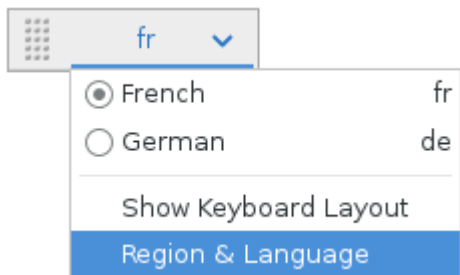 fr
French fr
German de
Show Keyboard Layout
Region & Language